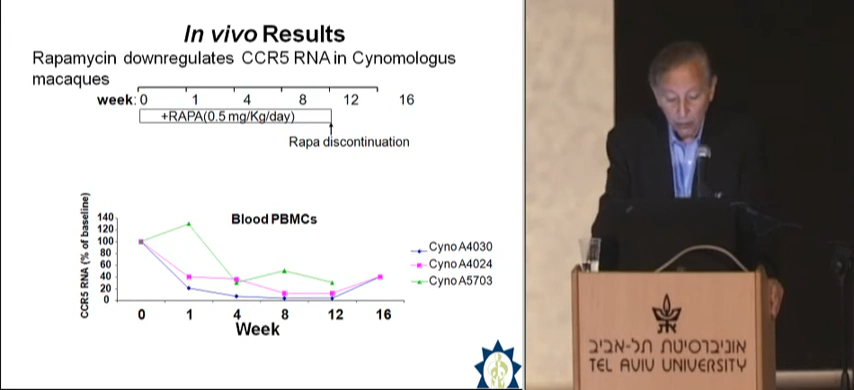 In vivo Results
Rapamycin downregulates CCR5 RNA in Cynomologus
macaques
week: 0 1 4 8 12 16
+RAPA(0.5 mg/Kg/day)
Rapa discontinuation
Blood PBMCs
CCR5 RNA (% of baseline)
140
120
100
80
60
40
20
0
0 1 4 8 12 16
Week
Cyno A4030
Cyno A4024
Cyno A5703
אוניברסיטת תל-אביב
TEL AVIV UNIVERSITY